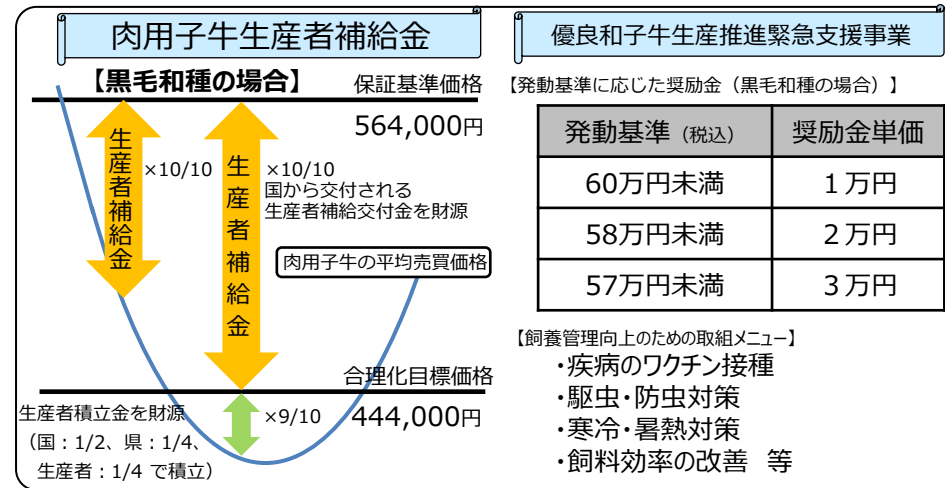 肉用子牛生産者補給金
【黒毛和種の場合】
保証基準価格
564,000円
生産者補給金
×10/10
生産者補給金
×10/10
国から交付される
生産者補給交付金を財源
肉用子牛の平均売買価格
合理化目標価格
444,000円
×9/10
生産者積立金を財源
（国：1/2、県：1/4、
生産者：1/4 で積立）
優良和子牛生産推進緊急支援事業
【発動基準に応じた奨励金（黒毛和種の場合）】
発動基準（税込） 奨励金単価
60万円未満 １万円
58万円未満 ２万円
57万円未満 ３万円
【飼養管理向上のための取組メニュー】
・疾病のワクチン接種
・駆虫・防虫対策
・寒冷・暑熱対策
・飼料効率の改善　等